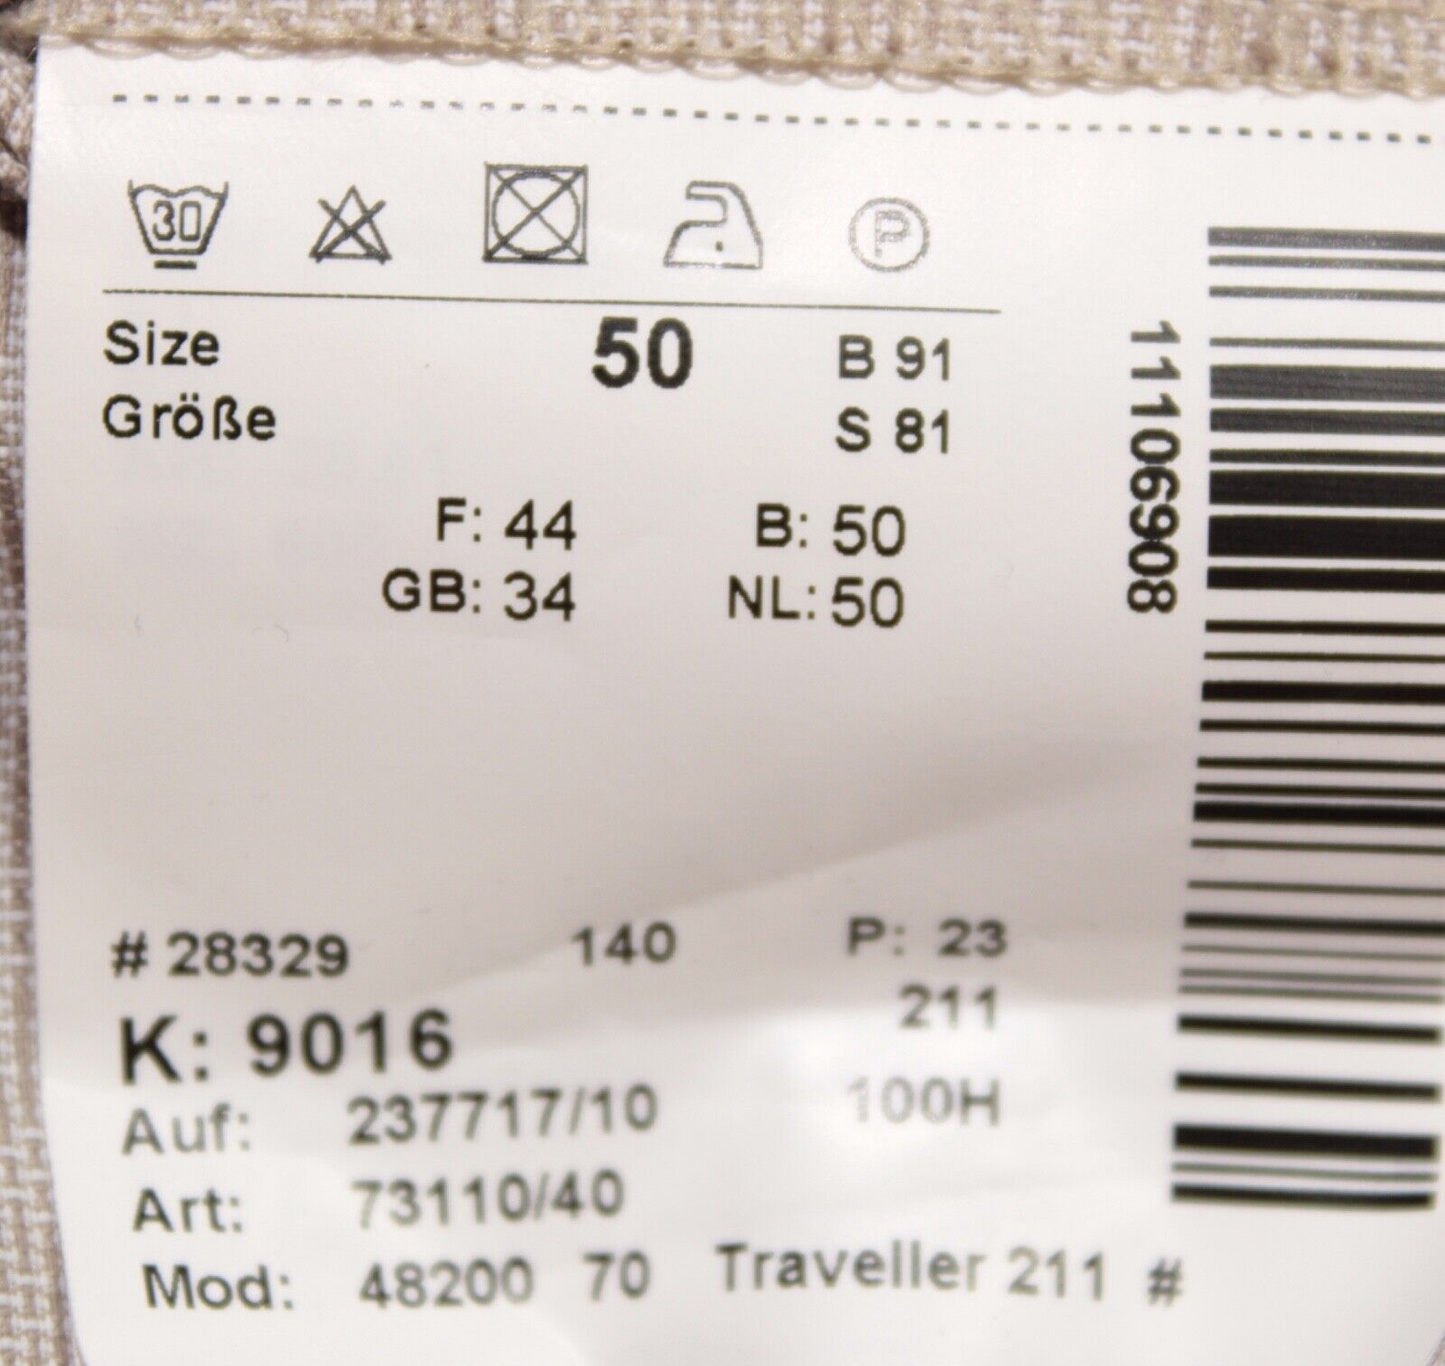 30
P
Size 50 B 91
Größe S 81
F: 44 B: 50
GB: 34 NL: 50
11106908
# 28329 140 P: 23
K: 9016 211
Auf: 237717/10 100H
Art: 73110/40
Mod: 48200 70 Traveller 211 #